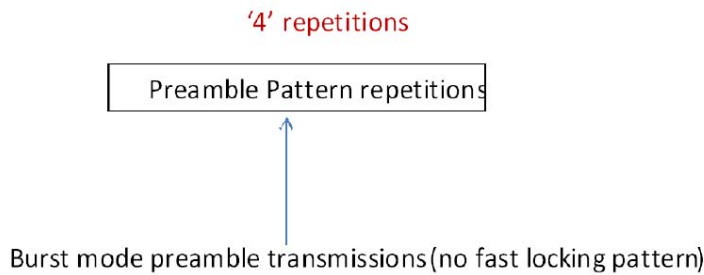 ‘4’ repetitions
Preamble Pattern repetitions
Burst mode preamble transmissions(no fast locking pattern)